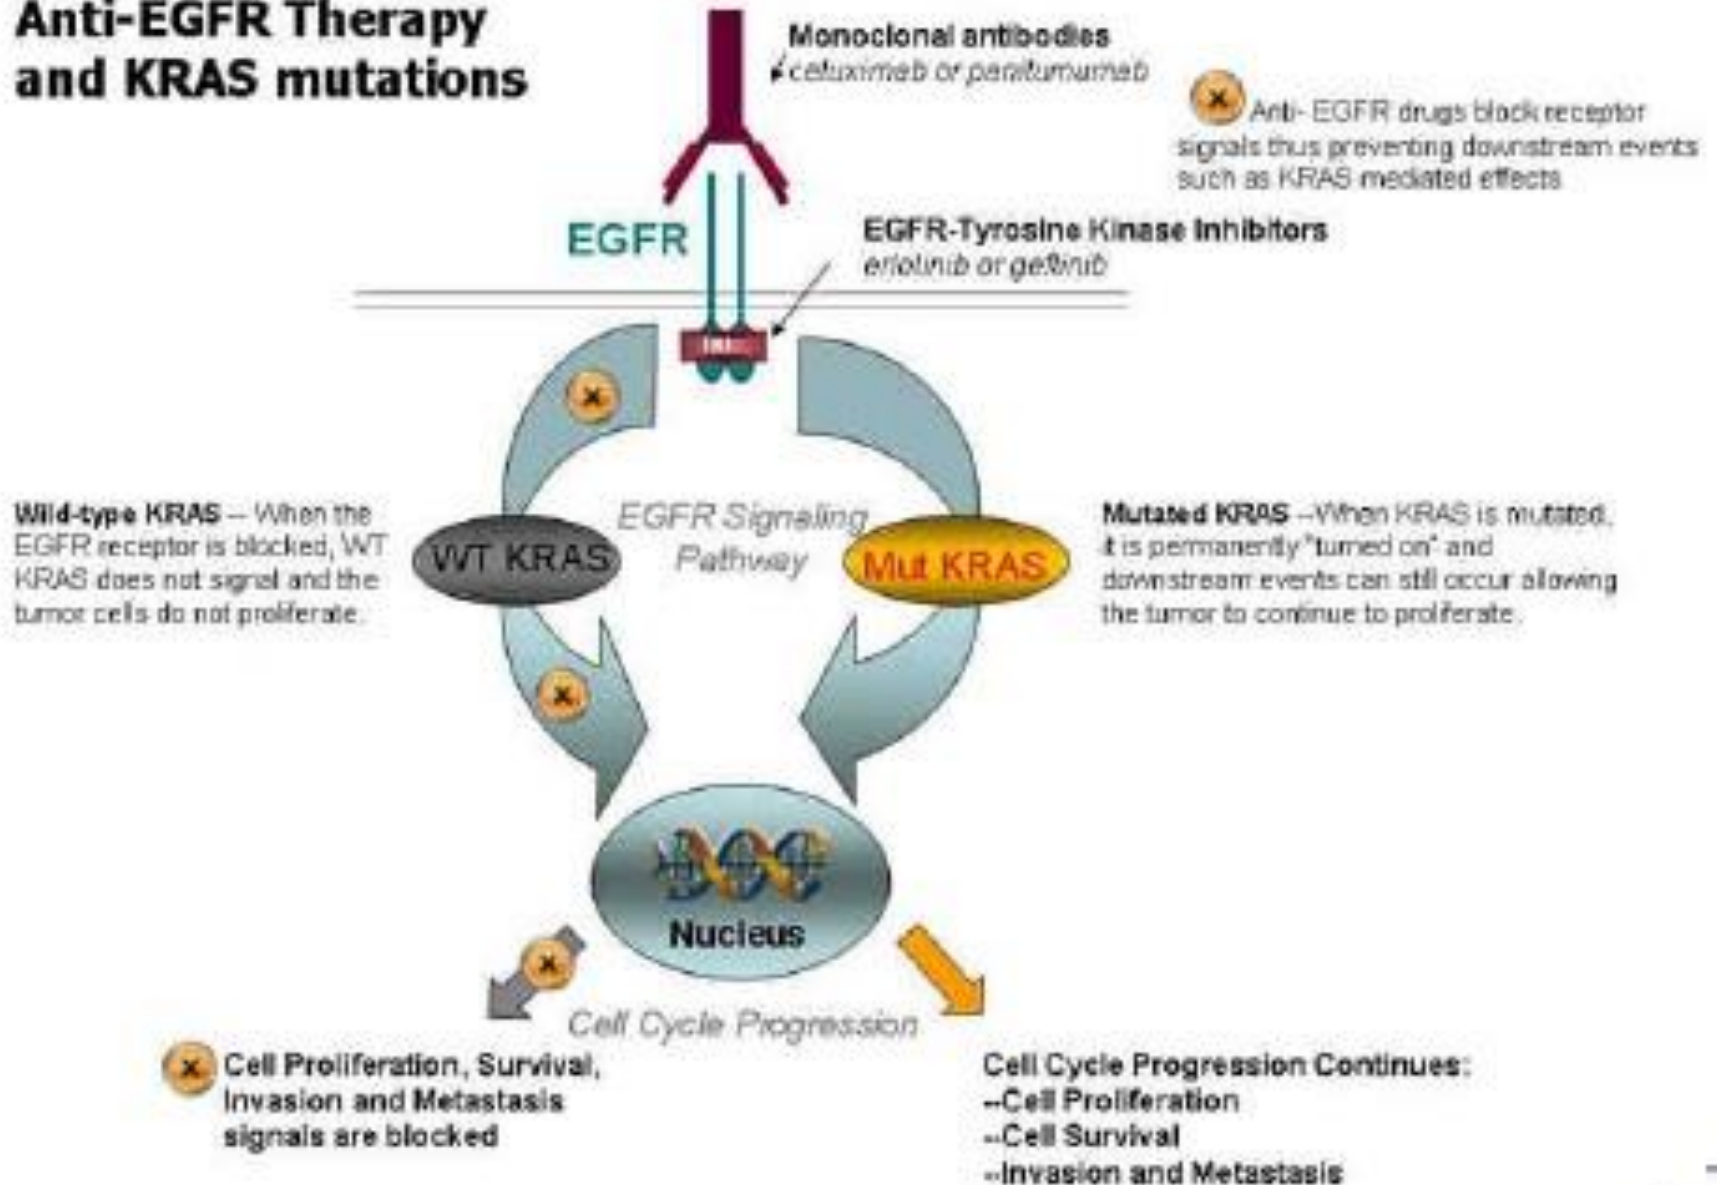 Anti-EGFR Therapy
and KRAS mutations
Monoclonal antibodies
cetuximab or panitumumab
X
Anti- EGFR drugs block receptor
signals thus preventing downstream events
such as KRAS mediated effects
EGFR
EGFR-Tyrosine Kinase Inhibitors
erlotinib or gefitinib
X
Wild-type KRAS -- When the
EGFR receptor is blocked, WT
KRAS does not signal and the
tumor cells do not proliferate.
WT KRAS
EGFR Signaling
Pathway
Mut KRAS
Mutated KRAS --When KRAS is mutated,
it is permanently "turned on" and
downstream events can still occur allowing
the tumor to continue to proliferate.
X
Nucleus
X
Cell Cycle Progression
X
Cell Proliferation, Survival,
Invasion and Metastasis
signals are blocked
Cell Cycle Progression Continues:
--Cell Proliferation
--Cell Survival
--Invasion and Metastasis